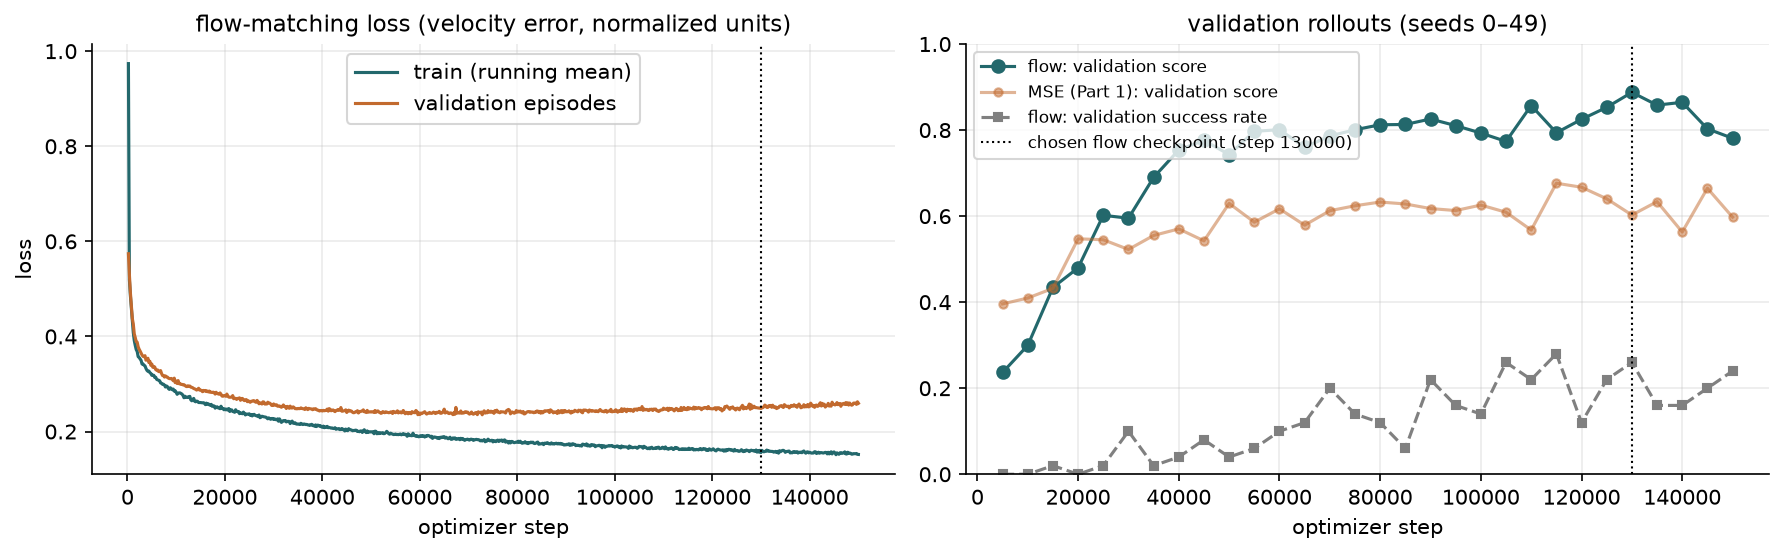 flow-matching loss (velocity error, normalized units)
1.0
0.8
0.6
0.4
0.2
loss
train (running mean)
validation episodes
0 20000 40000 60000 80000 100000 120000 140000
optimizer step
validation rollouts (seeds 0–49)
1.0
0.8
0.6
0.4
0.2
0.0
flow: validation score
MSE (Part 1): validation score
flow: validation success rate
chosen flow checkpoint (step 130000)
0 20000 40000 60000 80000 100000 120000 140000
optimizer step